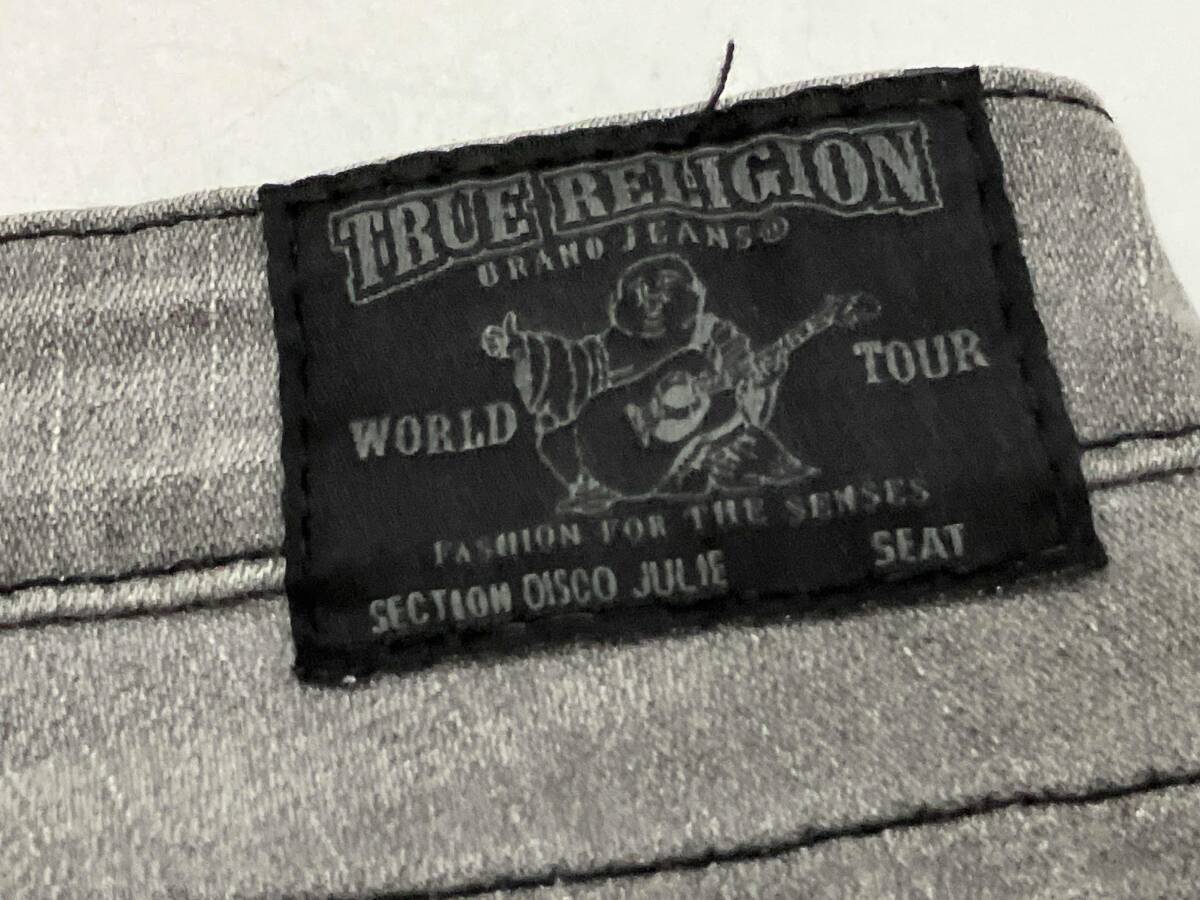 TRUE RELIGION
BRAND JEANS®
WORLD TOUR
FASHION FOR THE SENSES
SECTION DISCO JULIE SEAT